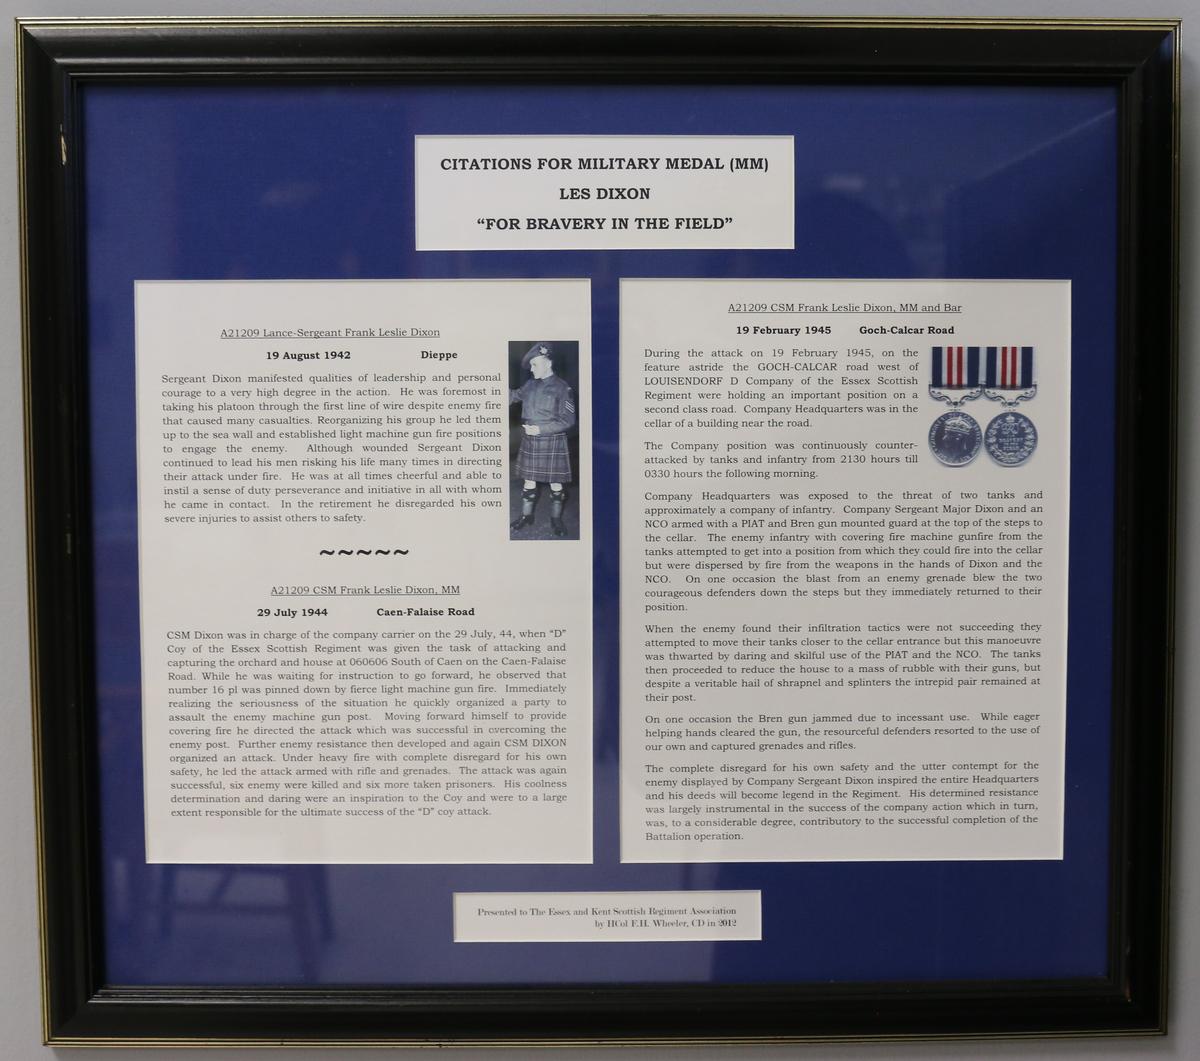 CITATIONS FOR MILITARY MEDAL (MM)
LES DIXON
“FOR BRAVERY IN THE FIELD”
A21209 Lance-Sergeant Frank Leslie Dixon
19 August 1942 Dieppe
Sergeant Dixon manifested qualities of leadership and personal
courage to a very high degree in the action. He was foremost in
taking his platoon through the first line of wire despite enemy fire
that caused many casualties. Reorganizing his group he led them
up to the sea wall and established light machine gun fire positions
to engage the enemy. Although wounded Sergeant Dixon
continued to lead his men risking his life many times in directing
their attack under fire. He was at all times cheerful and able to
instil a sense of duty perseverance and initiative in all with whom
he came in contact. In the retirement he disregarded his own
severe injuries to assist others to safety.
~~~~~
A21209 CSM Frank Leslie Dixon, MM
29 July 1944 Caen-Falaise Road
CSM Dixon was in charge of the company carrier on the 29 July, 44, when “D”
Coy of the Essex Scottish Regiment was given the task of attacking and
capturing the orchard and house at 060606 South of Caen on the Caen-Falaise
Road. While he was waiting for instruction to go forward, he observed that
number 16 pl was pinned down by fierce light machine gun fire. Immediately
realizing the seriousness of the situation he quickly organized a party to
assault the enemy machine gun post. Moving forward himself to provide
covering fire he directed the attack which was successful in overcoming the
enemy post. Further enemy resistance then developed and again CSM DIXON
organized an attack. Under heavy fire with complete disregard for his own
safety, he led the attack armed with rifle and grenades. The attack was again
successful, six enemy were killed and six more taken prisoners. His coolness
determination and daring were an inspiration to the Coy and were to a large
extent responsible for the ultimate success of the “D” coy attack.
A21209 CSM Frank Leslie Dixon, MM and Bar
19 February 1945 Goch-Calcar Road
During the attack on 19 February 1945, on the
feature astride the GOCH-CALCAR road west of
LOUISENDORF D Company of the Essex Scottish
Regiment were holding an important position on a
second class road. Company Headquarters was in the
cellar of a building near the road.
The Company position was continuously counter-
attacked by tanks and infantry from 2130 hours till
0330 hours the following morning.
Company Headquarters was exposed to the threat of two tanks and
approximately a company of infantry. Company Sergeant Major Dixon and an
NCO armed with a PIAT and Bren gun mounted guard at the top of the steps to
the cellar. The enemy infantry with covering fire machine gunfire from the
tanks attempted to get into a position from which they could fire into the cellar
but were dispersed by fire from the weapons in the hands of Dixon and the
NCO. On one occasion the blast from an enemy grenade blew the two
courageous defenders down the steps but they immediately returned to their
position.
When the enemy found their infiltration tactics were not succeeding they
attempted to move their tanks closer to the cellar entrance but this manoeuvre
was thwarted by daring and skilful use of the PIAT and the NCO. The tanks
then proceeded to reduce the house to a mass of rubble with their guns, but
despite a veritable hail of shrapnel and splinters the intrepid pair remained at
their post.
On one occasion the Bren gun jammed due to incessant use. While eager
helping hands cleared the gun, the resourceful defenders resorted to the use of
our own and captured grenades and rifles.
The complete disregard for his own safety and the utter contempt for the
enemy displayed by Company Sergeant Dixon inspired the entire Headquarters
and his deeds will become legend in the Regiment. His determined resistance
was largely instrumental in the success of the company action which in turn,
was, to a considerable degree, contributory to the successful completion of the
Battalion operation.
Presented to The Essex and Kent Scottish Regiment Association
by HCol F.H. Wheeler, CD in 2012